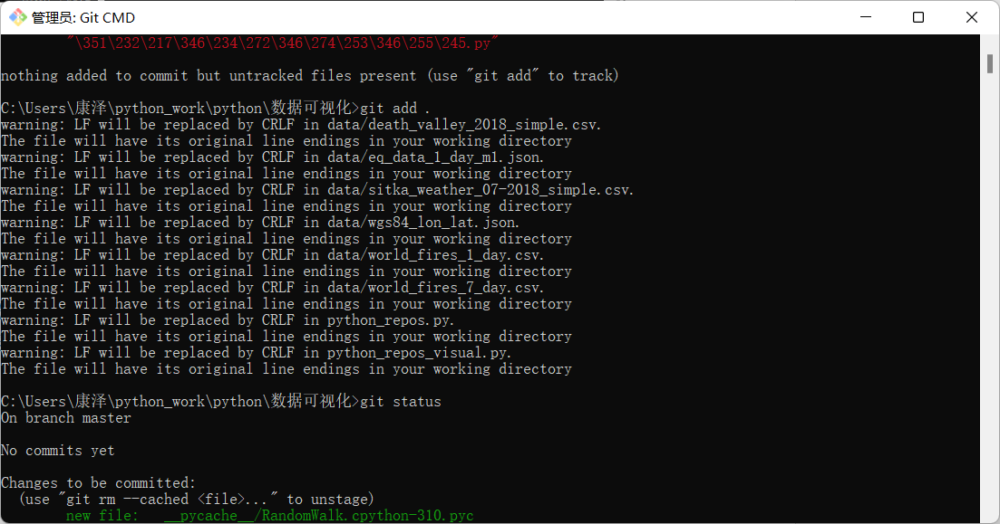 管理员: Git CMD
"\351\232\217\346\234\272\346\274\253\346\255\245.py"
nothing added to commit but untracked files present (use "git add" to track)
C:\Users\康泽\python_work\python\数据可视化>git add .
warning: LF will be replaced by CRLF in data/death_valley_2018_simple.csv.
The file will have its original line endings in your working directory
warning: LF will be replaced by CRLF in data/eq_data_1_day_m1.json.
The file will have its original line endings in your working directory
warning: LF will be replaced by CRLF in data/sitka_weather_07-2018_simple.csv.
The file will have its original line endings in your working directory
warning: LF will be replaced by CRLF in data/wgs84_lon_lat.json.
The file will have its original line endings in your working directory
warning: LF will be replaced by CRLF in data/world_fires_1_day.csv.
The file will have its original line endings in your working directory
warning: LF will be replaced by CRLF in data/world_fires_7_day.csv.
The file will have its original line endings in your working directory
warning: LF will be replaced by CRLF in python_repos.py.
The file will have its original line endings in your working directory
warning: LF will be replaced by CRLF in python_repos_visual.py.
The file will have its original line endings in your working directory
C:\Users\康泽\python_work\python\数据可视化>git status
On branch master
No commits yet
Changes to be committed:
(use "git rm --cached <file>..." to unstage)
new file:   __pycache__/RandomWalk.cpython-310.pyc